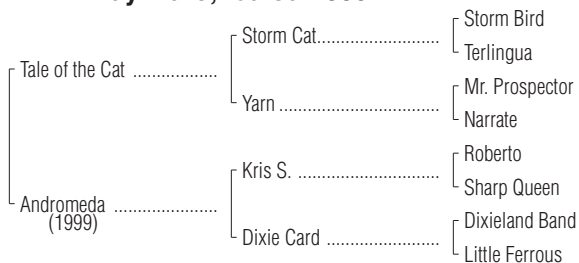 Storm Bird
Storm Cat..................................
Terlingua
Tale of the Cat ..................
Mr. Prospector
Yarn ..................................
Narrate
Roberto
Kris S. ..............................
Sharp Queen
Andromeda ......................
(1999)
Dixieland Band
Dixie Card ........................
Little Ferrous